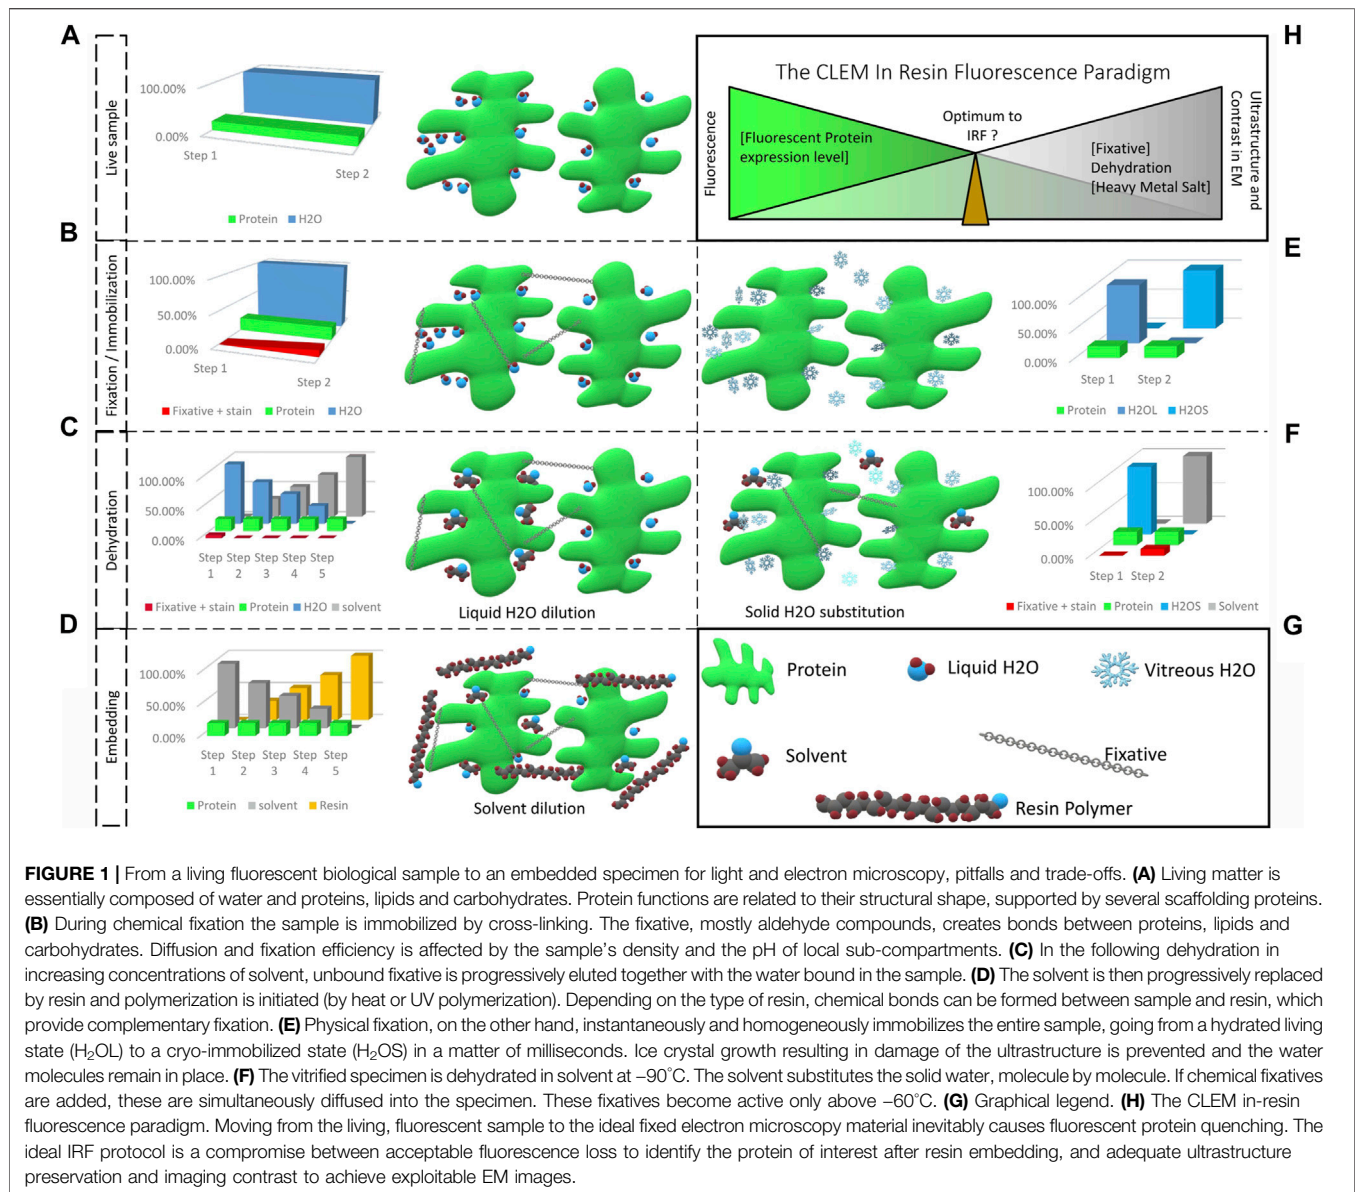 A
Live sample
100.00%
0.00%
Step 1
Step 2
Protein
H2O
H
The CLEM In Resin Fluorescence Paradigm
Fluorescence
[Fluorescent Protein
expression level]
Optimum to
IRF ?
[Fixative]
Dehydration
[Heavy Metal Salt]
Ultrastructure and
Contrast in EM
B
Fixation / Immobilization
100.00%
50.00%
0.00%
Step 1
Step 2
Fixative + stain
Protein
H2O
E
100.00%
50.00%
0.00%
Step 1
Step 2
Protein
H2OL
H2OS
C
Dehydration
100.00%
50.00%
0.00%
Step Step Step Step Step
1 2 3 4 5
Fixative + stain
Protein
H2O
solvent
Liquid H2O dilution
Solid H2O substitution
F
100.00%
50.00%
0.00%
Step 1
Step 2
Fixative + stain
Protein
H2OS
Solvent
D
Embedding
100.00%
50.00%
0.00%
Step Step Step Step Step
1 2 3 4 5
Protein
solvent
Resin
Solvent dilution
G
Protein
Liquid H2O
Vitreous H2O
Solvent
Fixative
Resin Polymer
FIGURE 1 | From a living fluorescent biological sample to an embedded specimen for light and electron microscopy, pitfalls and trade-offs. (A) Living matter is
essentially composed of water and proteins, lipids and carbohydrates. Protein functions are related to their structural shape, supported by several scaffolding proteins.
(B) During chemical fixation the sample is immobilized by cross-linking. The fixative, mostly aldehyde compounds, creates bonds between proteins, lipids and
carbohydrates. Diffusion and fixation efficiency is affected by the sample's density and the pH of local sub-compartments. (C) In the following dehydration in
increasing concentrations of solvent, unbound fixative is progressively eluted together with the water bound in the sample. (D) The solvent is then progressively replaced
by resin and polymerization is initiated (by heat or UV polymerization). Depending on the type of resin, chemical bonds can be formed between sample and resin, which
provide complementary fixation. (E) Physical fixation, on the other hand, instantaneously and homogeneously immobilizes the entire sample, going from a hydrated living
state (H₂OL) to a cryo-immobilized state (H₂OS) in a matter of milliseconds. Ice crystal growth resulting in damage of the ultrastructure is prevented and the water
molecules remain in place. (F) The vitrified specimen is dehydrated in solvent at −90°C. The solvent substitutes the solid water, molecule by molecule. If chemical fixatives
are added, these are simultaneously diffused into the specimen. These fixatives become active only above −60°C. (G) Graphical legend. (H) The CLEM in-resin
fluorescence paradigm. Moving from the living, fluorescent sample to the ideal fixed electron microscopy material inevitably causes fluorescent protein quenching. The
ideal IRF protocol is a compromise between acceptable fluorescence loss to identify the protein of interest after resin embedding, and adequate ultrastructure
preservation and imaging contrast to achieve exploitable EM images.